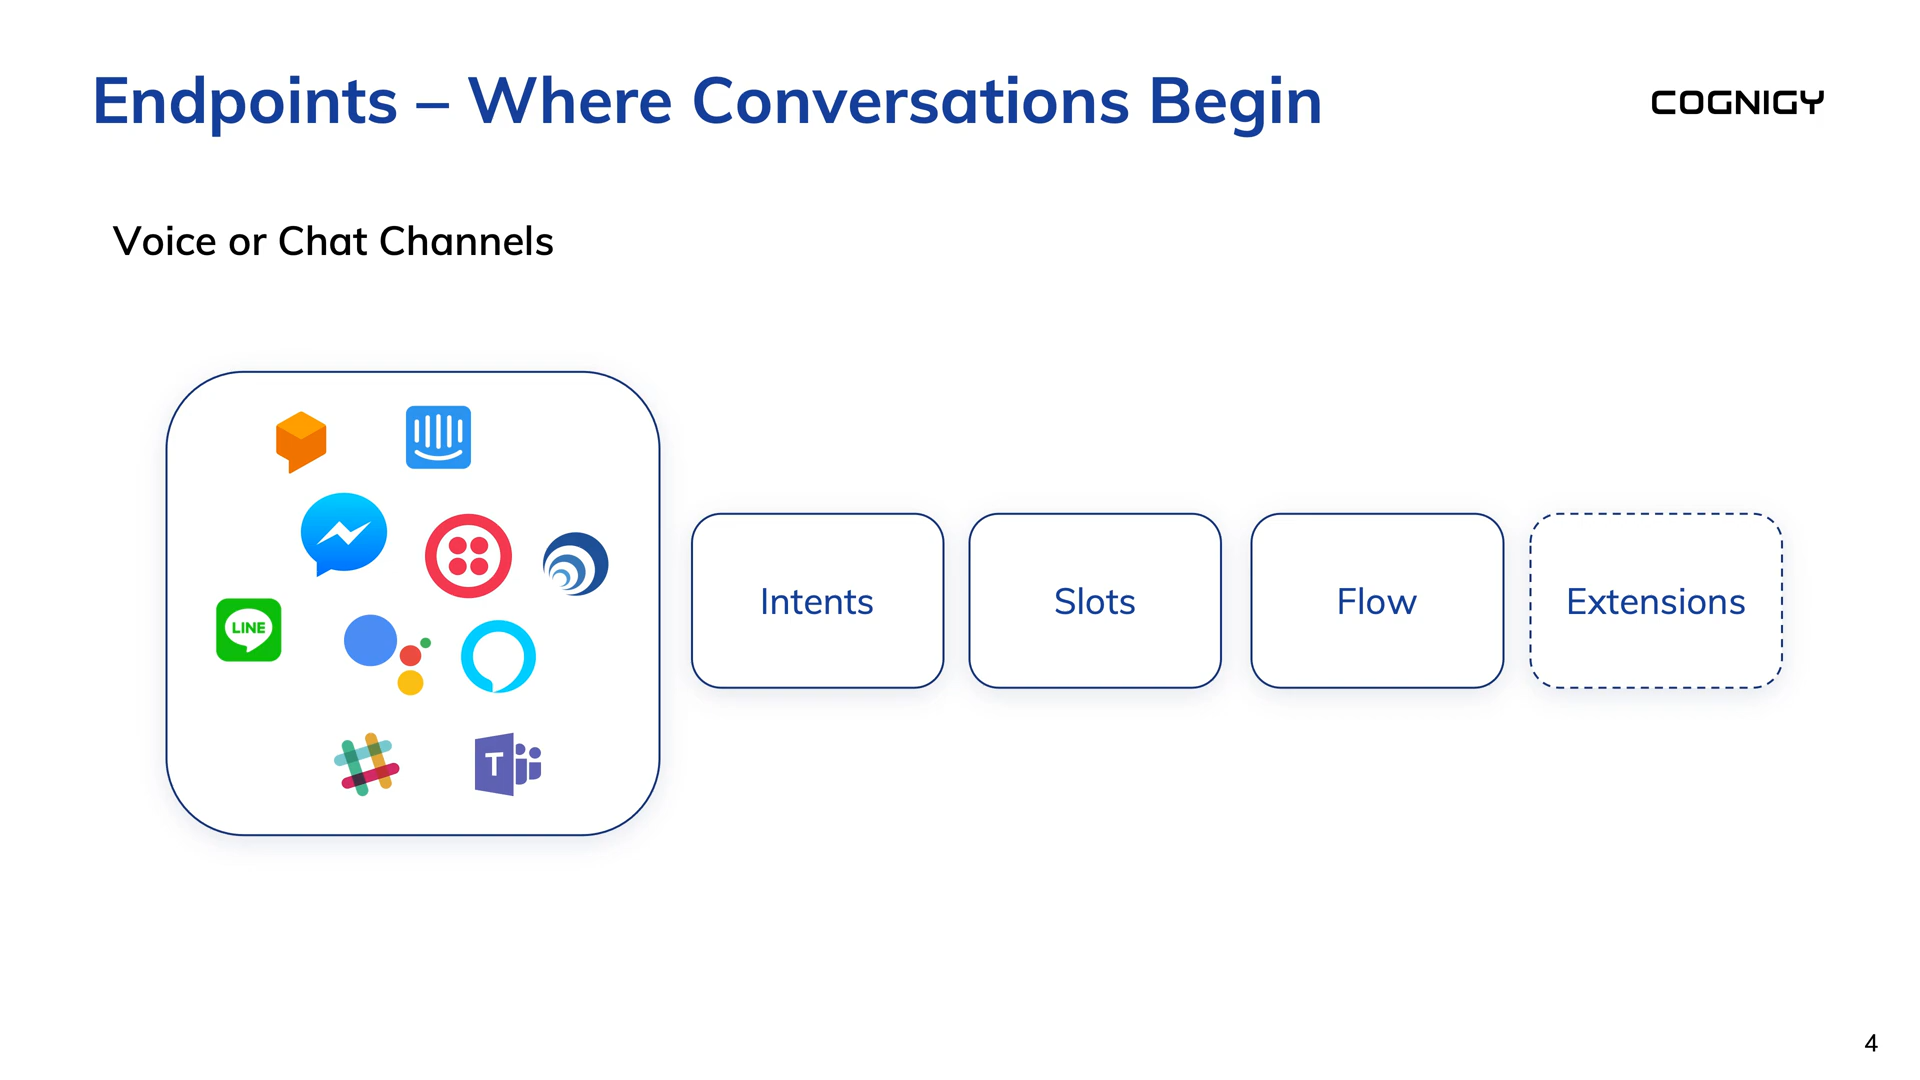 Endpoints – Where Conversations Begin
COGNIGY
Voice or Chat Channels
LINE
T
Intents
Slots
Flow
Extensions
4